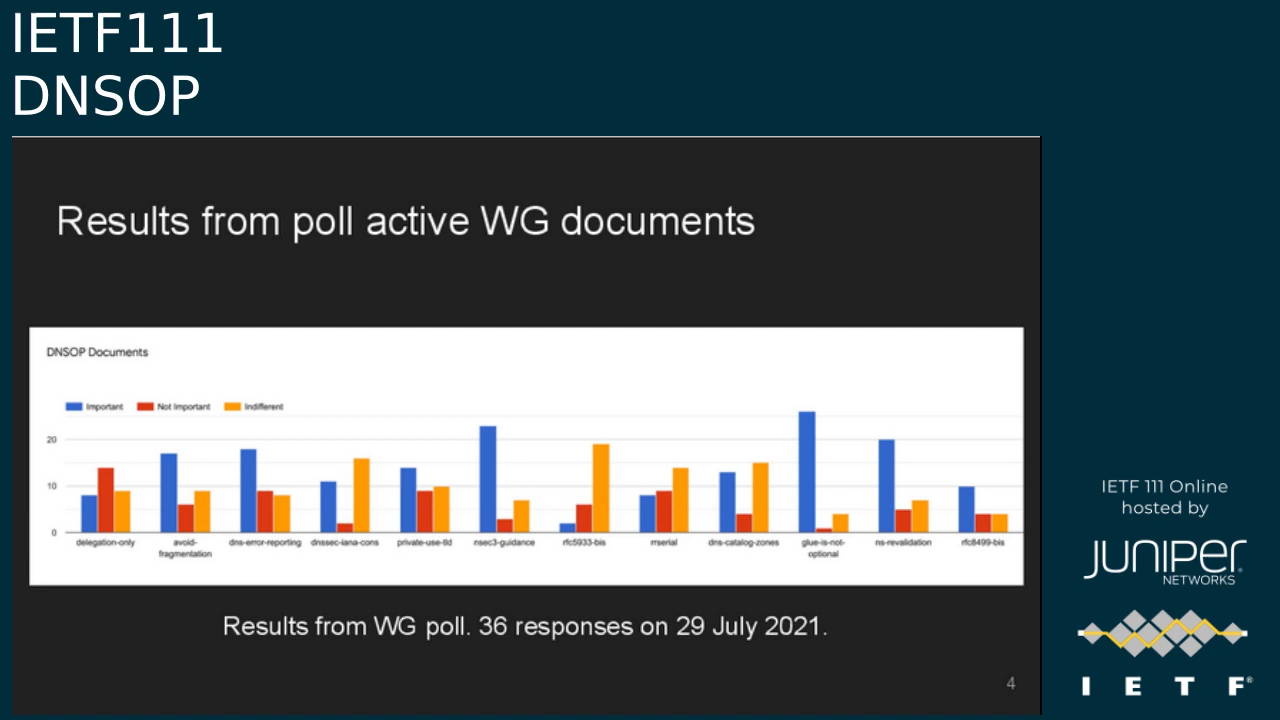 IETF111
DNSOP
Results from poll active WG documents
DNSOP Documents
Important Not Important Indifferent
20
10
0
delegation-only avoid-fragmentation dns-error-reporting dnssec-iana-cons private-use-tld nsec3-guidance rfc5933-bis rrserial dns-catalog-zones glue-is-not-optional ns-revalidation rfc8499-bis
Results from WG poll. 36 responses on 29 July 2021.
4
IETF 111 Online
hosted by
JUNIPER
NETWORKS
I E T F®